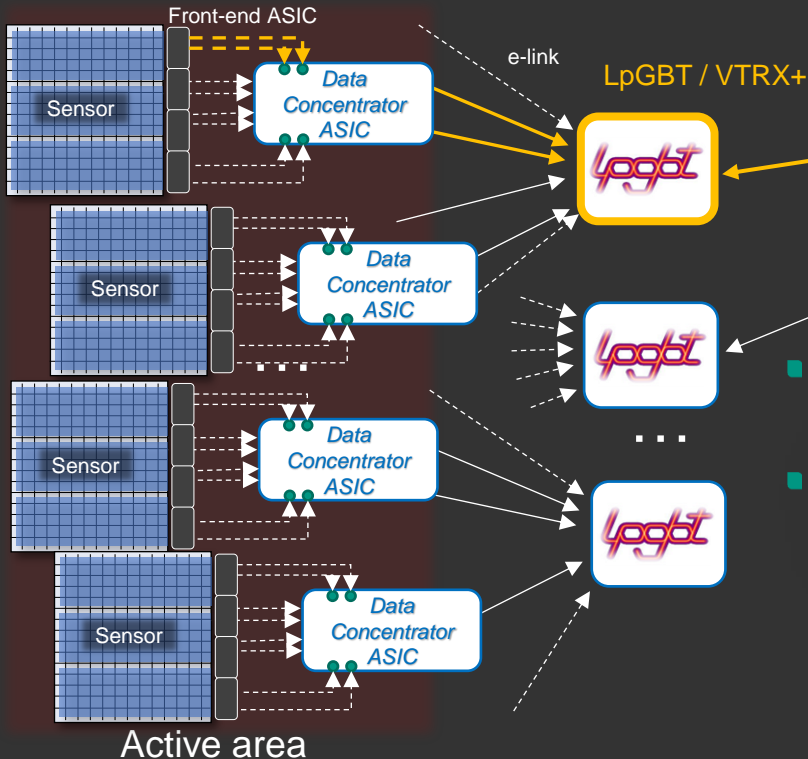 Front-end ASIC
e-link
LpGBT / VTRX+
Sensor
Data
Concentrator
ASIC
lpgbt
Sensor
Data
Concentrator
ASIC
lpgbt
. . .
. . .
Sensor
Data
Concentrator
ASIC
lpgbt
Sensor
Data
Concentrator
ASIC
Active area